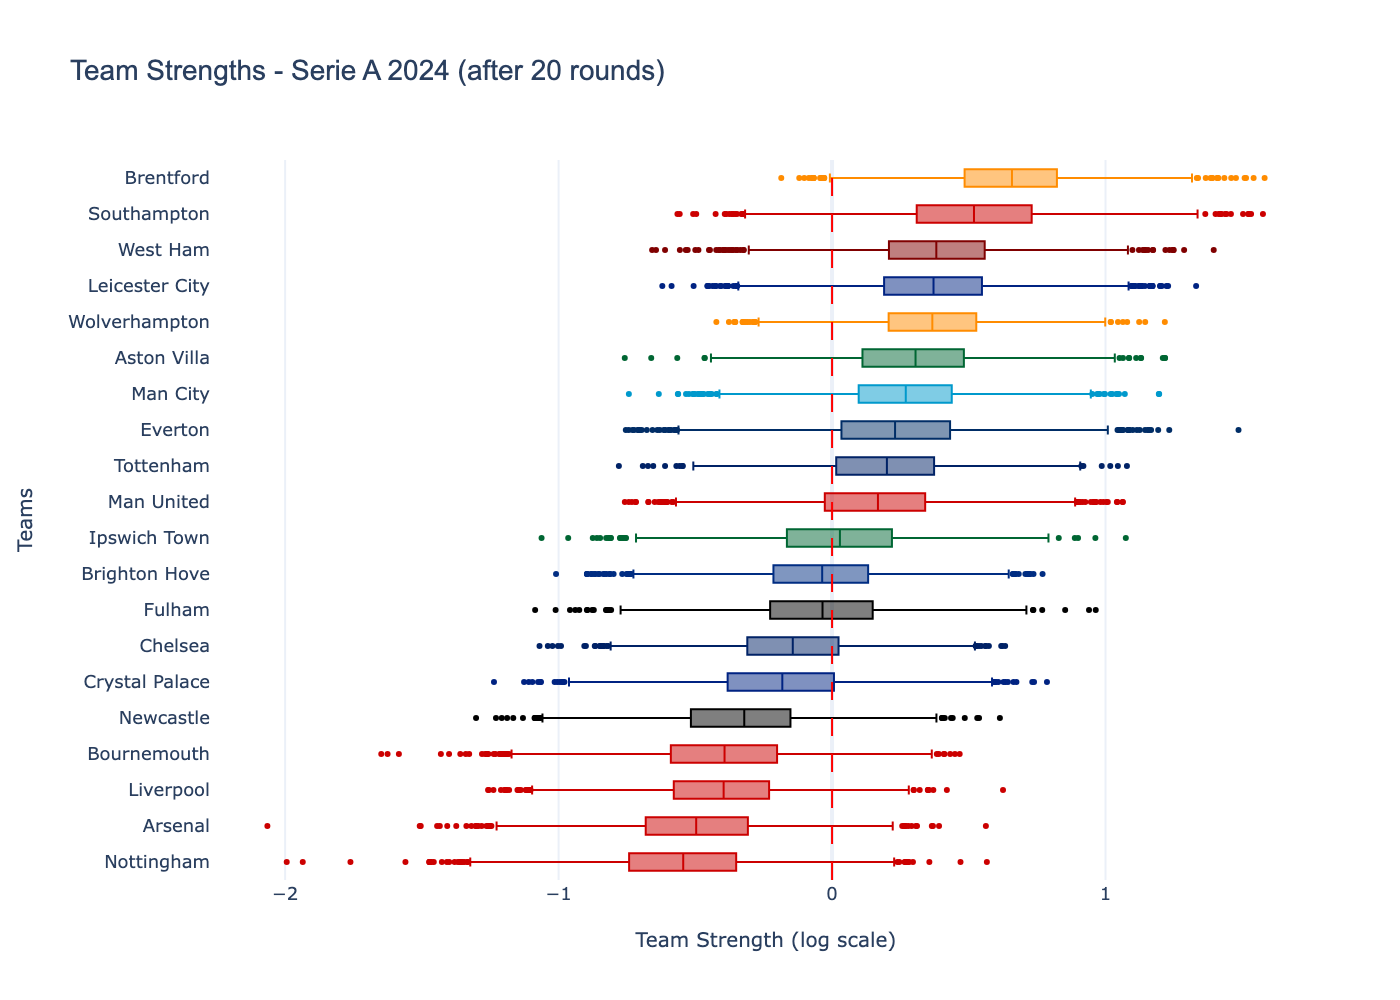 Team Strengths - Serie A 2024 (after 20 rounds)
Brentford
Southampton
West Ham
Leicester City
Wolverhampton
Aston Villa
Man City
Everton
Tottenham
Man United
Ipswich Town
Brighton Hove
Fulham
Chelsea
Crystal Palace
Newcastle
Bournemouth
Liverpool
Arsenal
Nottingham
Teams
−2 −1 0 1
Team Strength (log scale)